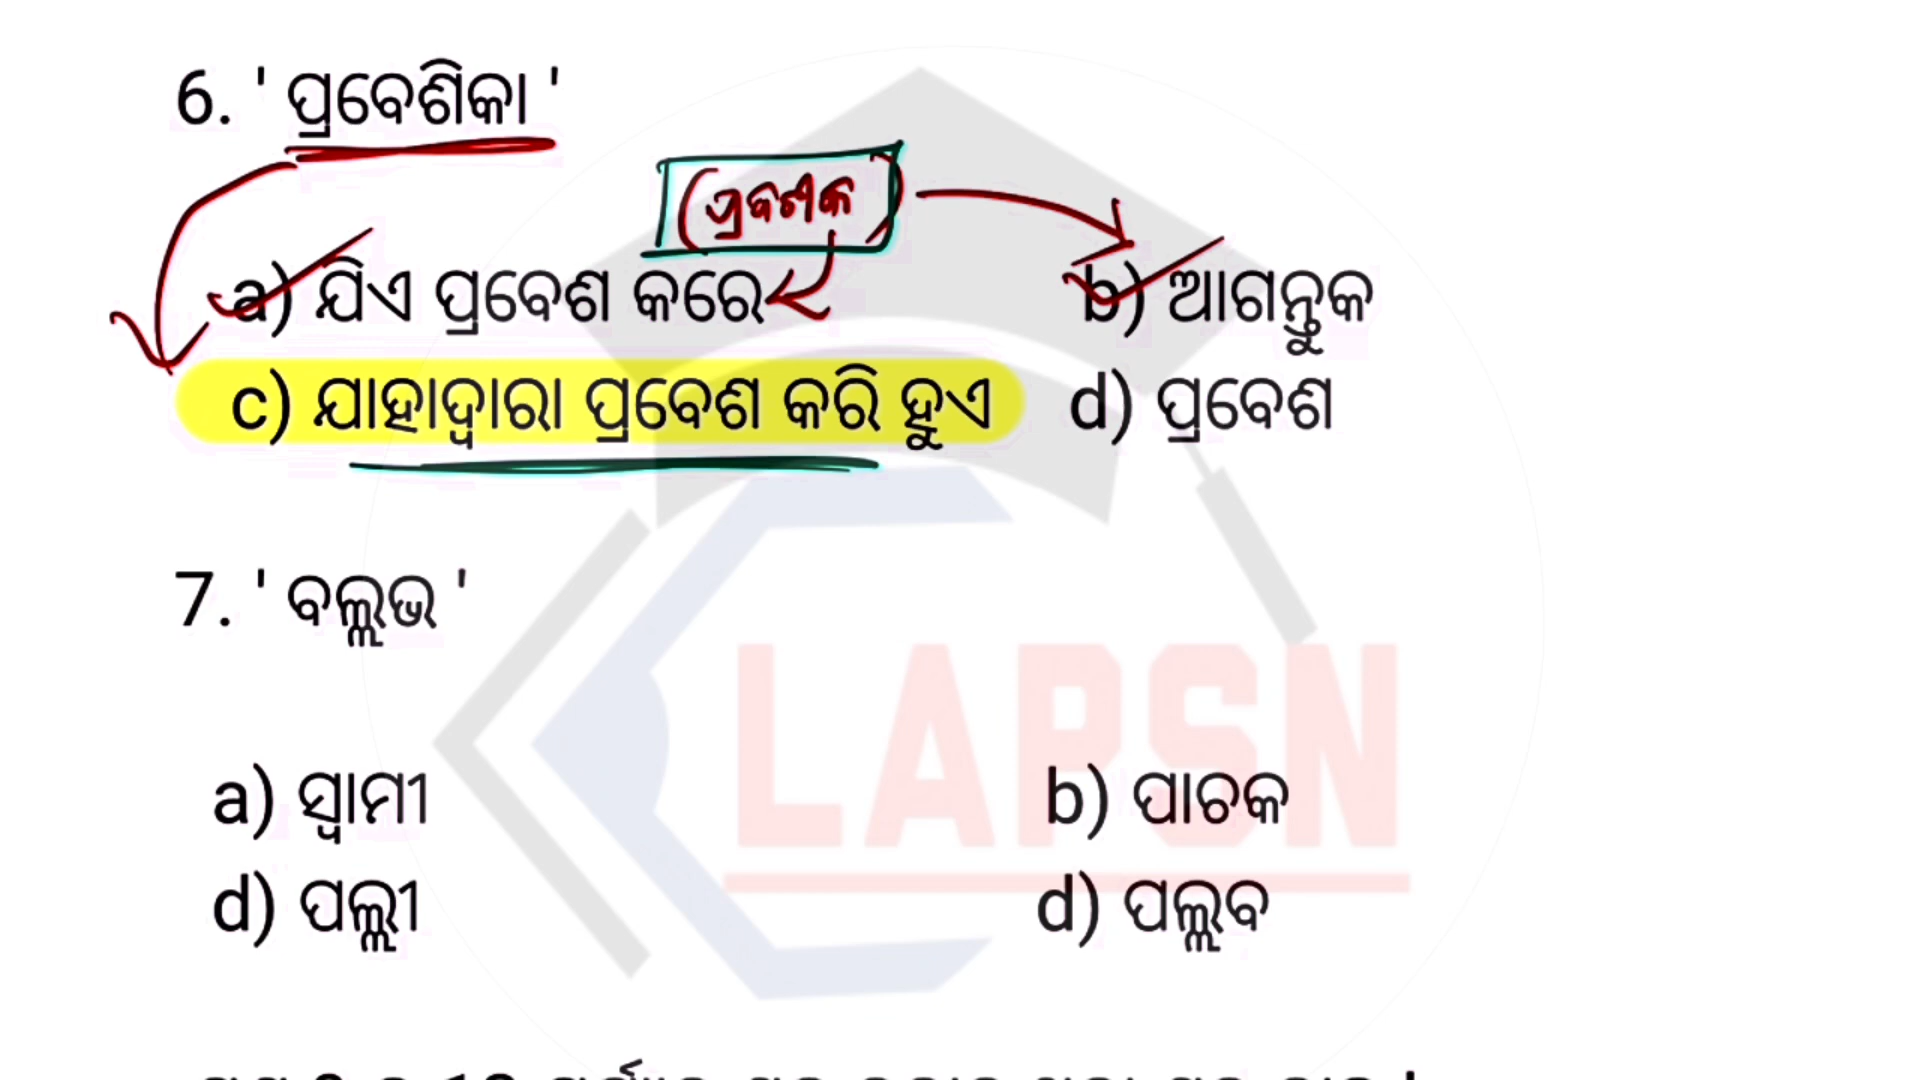 6. ' ପ୍ରବେଶିକା '
(ପ୍ରବେଶକ)
a) ଯିଏ ପ୍ରବେଶ କରେ b) ଆଗନ୍ତୁକ
c) ଯାହାଦ୍ୱାରା ପ୍ରବେଶ କରି ହୁଏ d) ପ୍ରବେଶ
7. ' ବଲ୍ଲଭ '
LAPSN
a) ସ୍ୱାମୀ b) ପାଚକ
d) ପଲ୍ଲୀ d) ପଲ୍ଲବ